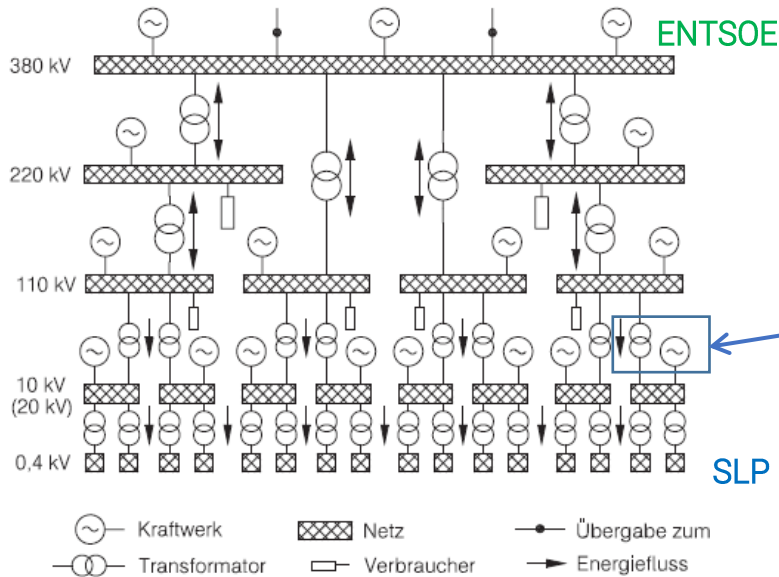 ENTSOE
380 kV
220 kV
110 kV
10 kV
(20 kV)
0,4 kV
SLP
Kraftwerk
Netz
Übergabe zum
Transformator
Verbraucher
Energiefluss